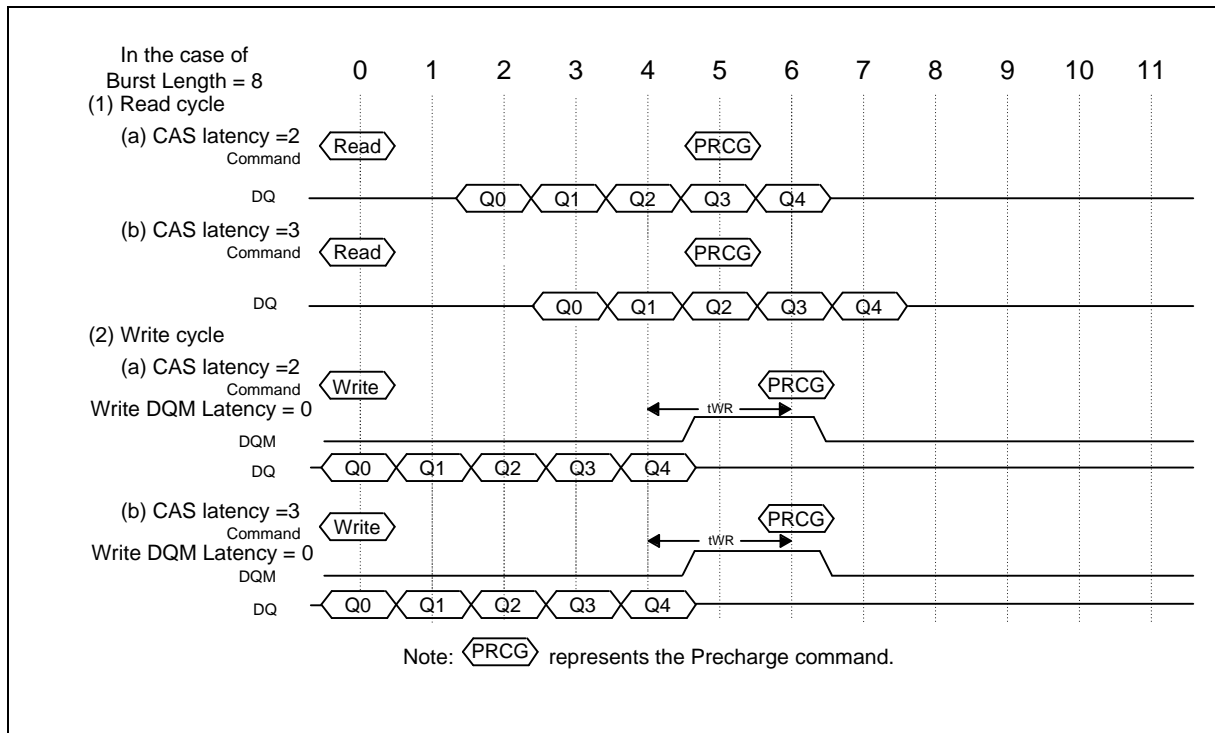 In the case of
Burst Length = 8
0 1 2 3 4 5 6 7 8 9 10 11
(1) Read cycle
(a) CAS latency =2
Command
Read PRCG
DQ
Q0 Q1 Q2 Q3 Q4
(b) CAS latency =3
Command
Read PRCG
DQ
Q0 Q1 Q2 Q3 Q4
(2) Write cycle
(a) CAS latency =2
Command
Write PRCG
Write DQM Latency = 0
tWR
DQM
DQ
Q0 Q1 Q2 Q3 Q4
(b) CAS latency =3
Command
Write PRCG
Write DQM Latency = 0
tWR
DQM
DQ
Q0 Q1 Q2 Q3 Q4
Note: PRCG represents the Precharge command.